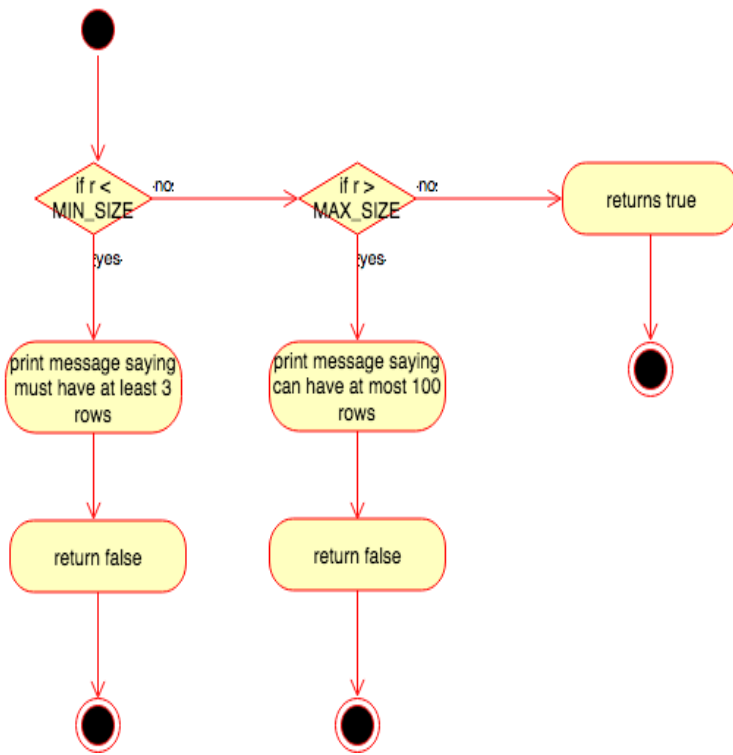 if r <
MIN_SIZE
no
if r >
MAX_SIZE
no
returns true
yes
yes
print message saying
must have at least 3
rows
print message saying
can have at most 100
rows
return false
return false